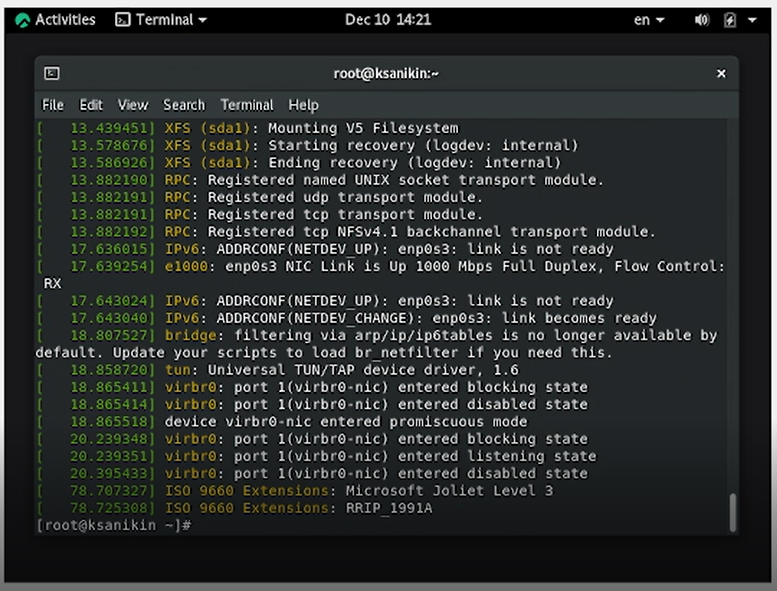 Activities Terminal Dec 10 14:21 en
root@ksanikin:~
File Edit View Search Terminal Help
[ 13.439451] XFS (sda1): Mounting V5 Filesystem
[ 13.578676] XFS (sda1): Starting recovery (logdev: internal)
[ 13.586926] XFS (sda1): Ending recovery (logdev: internal)
[ 13.882190] RPC: Registered named UNIX socket transport module.
[ 13.882191] RPC: Registered udp transport module.
[ 13.882191] RPC: Registered tcp transport module.
[ 13.882192] RPC: Registered tcp NFSv4.1 backchannel transport module.
[ 17.636015] IPv6: ADDRCONF(NETDEV_UP): enp0s3: link is not ready
[ 17.639254] e1000: enp0s3 NIC Link is Up 1000 Mbps Full Duplex, Flow Control:
RX
[ 17.643024] IPv6: ADDRCONF(NETDEV_UP): enp0s3: link is not ready
[ 17.643040] IPv6: ADDRCONF(NETDEV_CHANGE): enp0s3: link becomes ready
[ 18.807527] bridge: filtering via arp/ip/ip6tables is no longer available by
default. Update your scripts to load br_netfilter if you need this.
[ 18.858720] tun: Universal TUN/TAP device driver, 1.6
[ 18.865411] virbr0: port 1(virbr0-nic) entered blocking state
[ 18.865414] virbr0: port 1(virbr0-nic) entered disabled state
[ 18.865518] device virbr0-nic entered promiscuous mode
[ 20.239348] virbr0: port 1(virbr0-nic) entered blocking state
[ 20.239351] virbr0: port 1(virbr0-nic) entered listening state
[ 20.395433] virbr0: port 1(virbr0-nic) entered disabled state
[ 78.707327] ISO 9660 Extensions: Microsoft Joliet Level 3
[ 78.725308] ISO 9660 Extensions: RRIP_1991A
[root@ksanikin ~]#